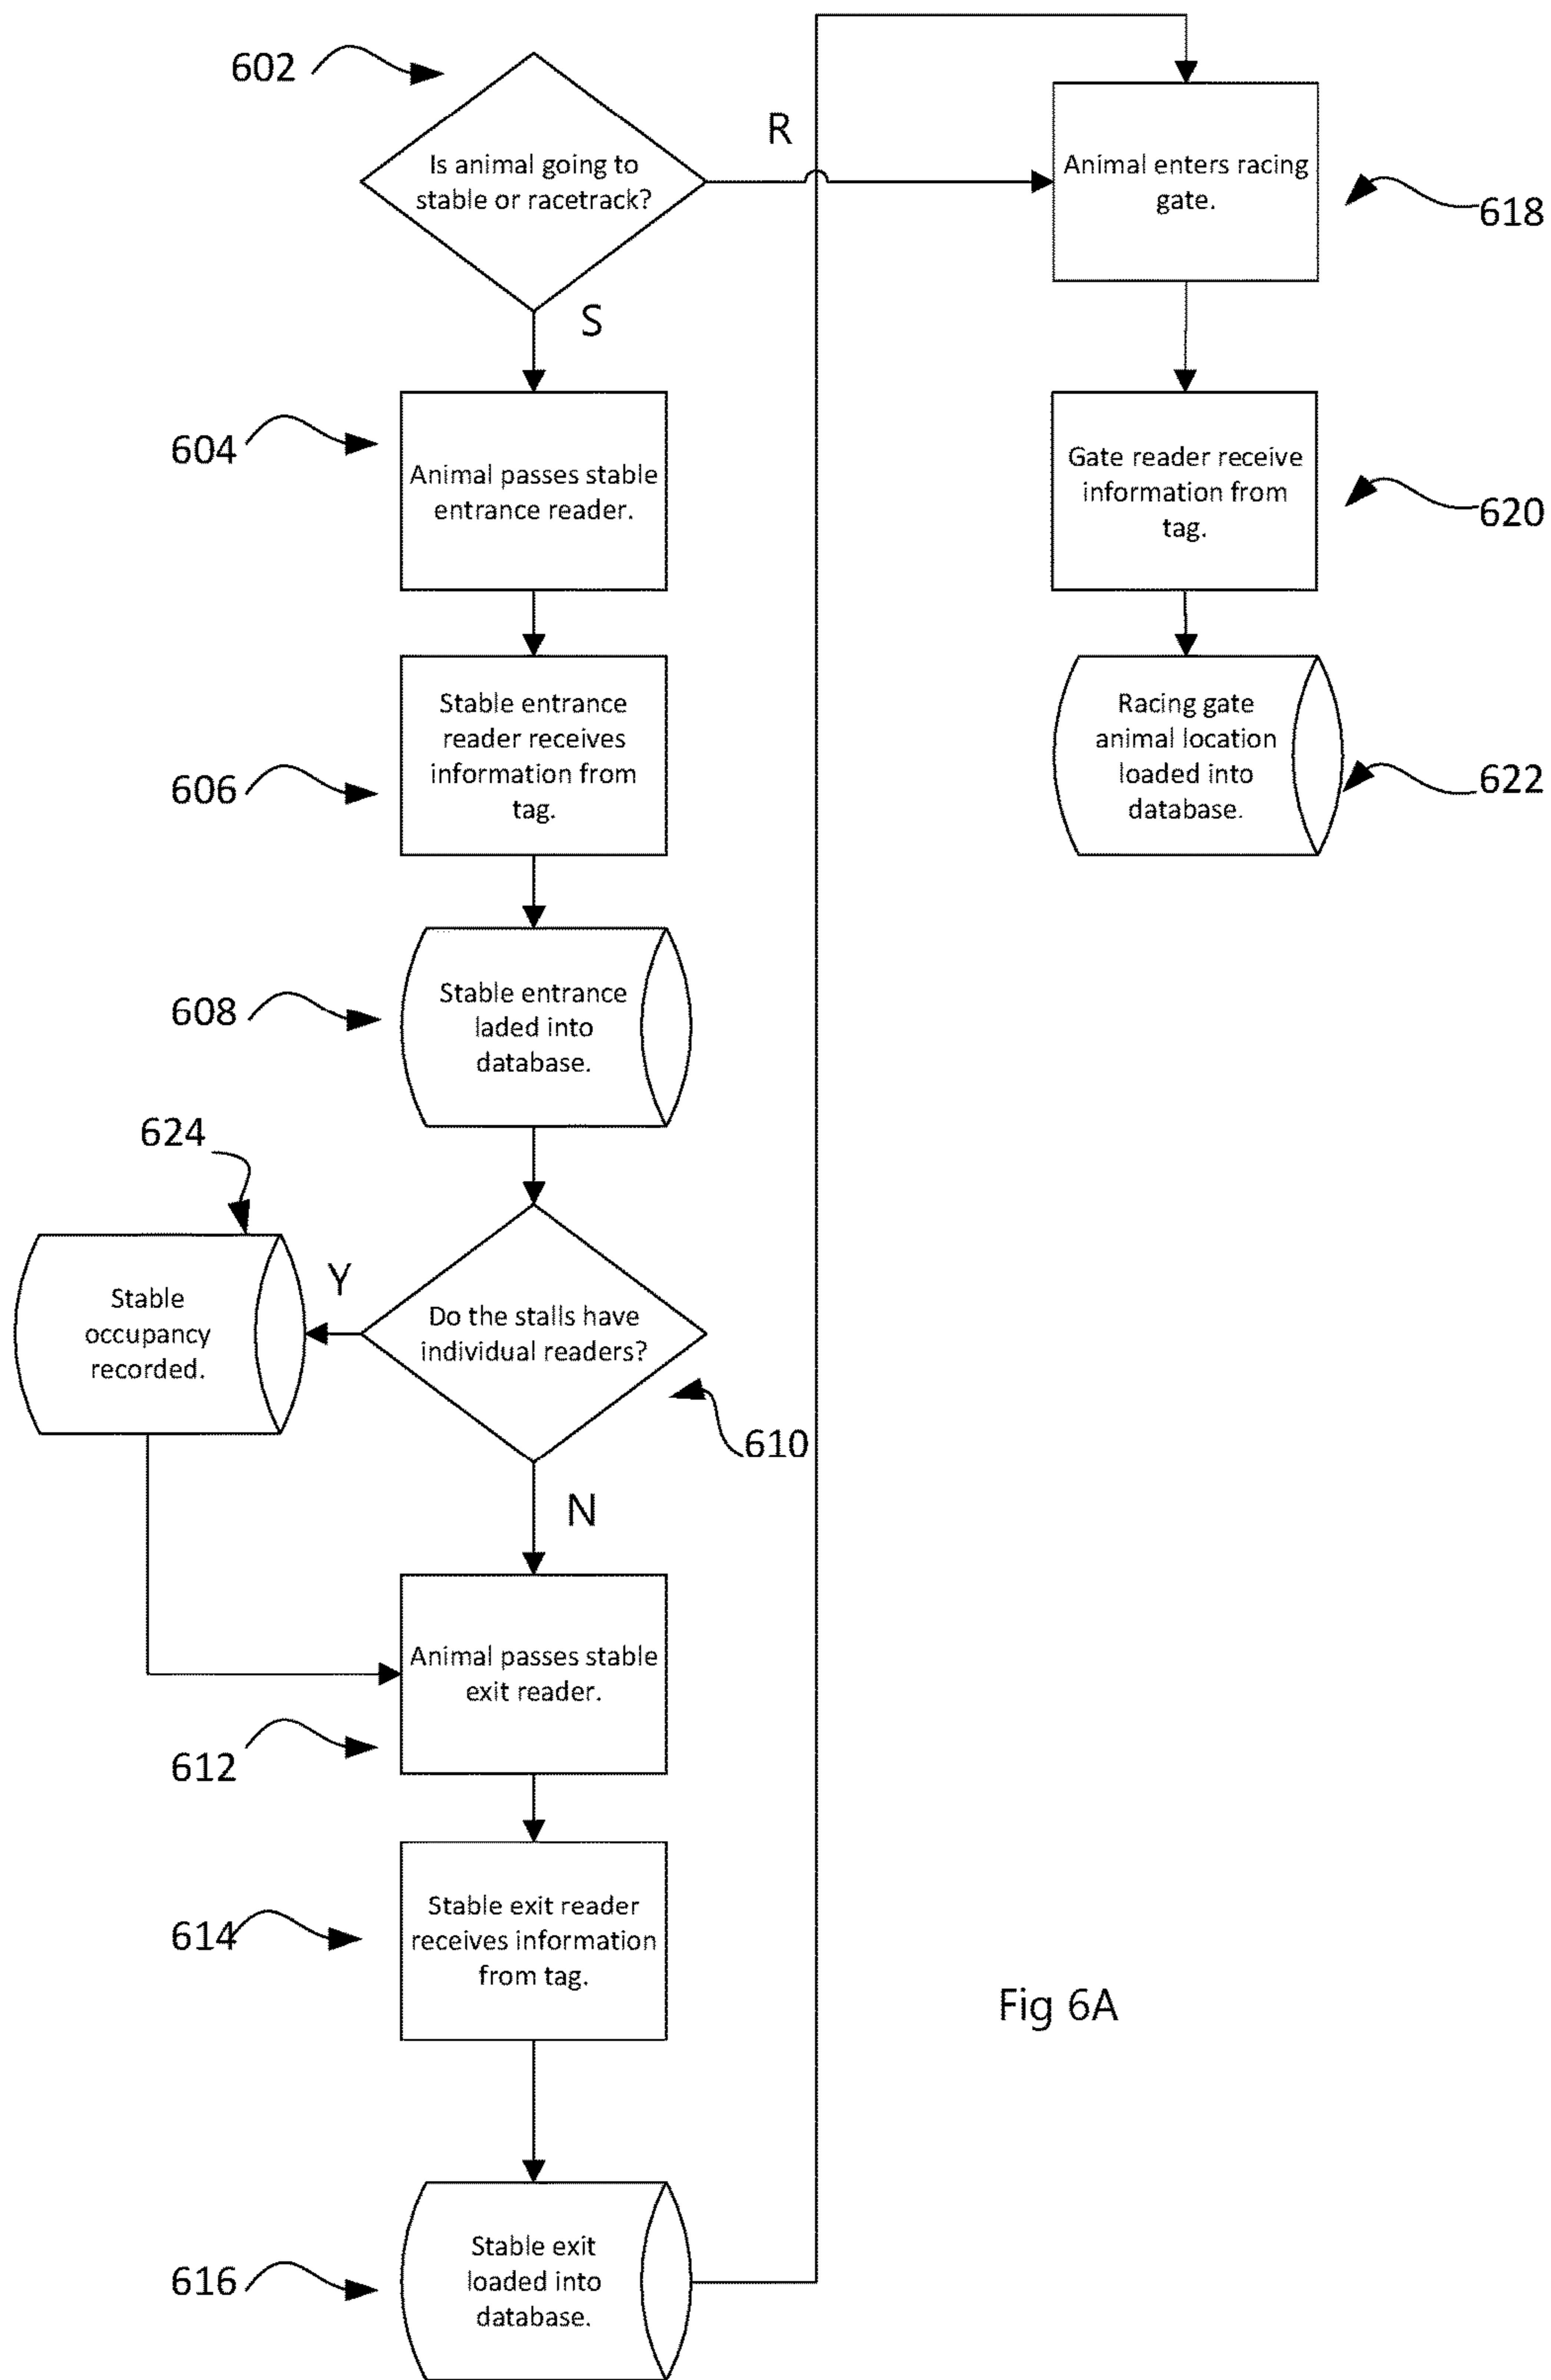 602
Is animal going to
stable or racetrack?
R
S
Animal enters racing
gate.
618
604
Animal passes stable
entrance reader.
Gate reader receive
information from
tag.
620
606
Stable entrance
reader receives
information from
tag.
Racing gate
animal location
loaded into
database.
622
608
Stable entrance
laded into
database.
624
Stable
occupancy
recorded.
Y
Do the stalls have
individual readers?
610
N
Animal passes stable
exit reader.
612
Stable exit reader
receives information
from tag.
614
Fig 6A
616
Stable exit
loaded into
database.